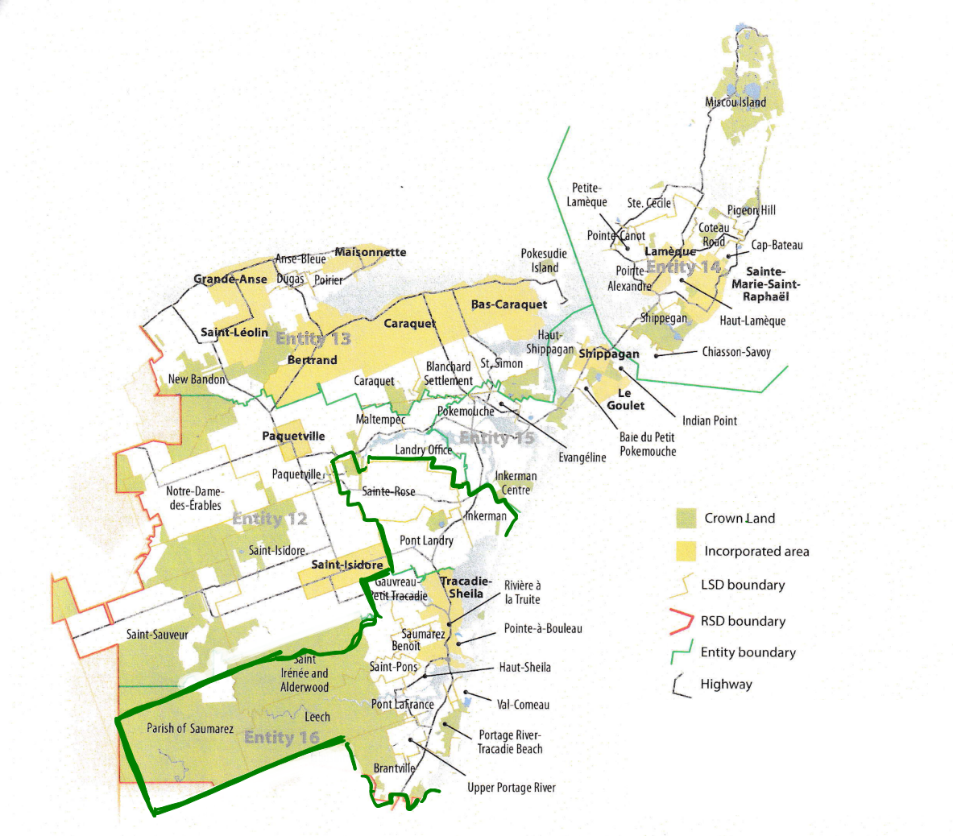 Miscou Island
Petite-
Lamèque
Ste. Cécile
Pigeon Hill
Pointe-Canot
Coteau
Road
Cap-Bateau
Lamèque
Entity 14
Pointe-
Alexandre
Sainte-
Marie-Saint-
Raphaël
Haut-Lamèque
Shippegan
Chiasson-Savoy
Pokesudie
Island
Maisonnette
Anse-Bleue
Grande-Anse
Dugas
Poirier
Bas-Caraquet
Caraquet
Saint-Léolin
Entity 13
Bertrand
Haut-
Shippagan
Shippagan
Le
Goulet
Indian Point
Baie du Petit
Pokemouche
New Bandon
Caraquet
Blanchard
Settlement
St. Simon
Maltempec
Pokemouche
Entity 15
Evangéline
Paquetville
Landry Office
Paquetville
Inkerman
Centre
Sainte-Rose
Notre-Dame-
des-Érables
Entity 12
Inkerman
Pont Landry
Saint-Isidore
Saint-Isidore
Gauvreau-
Petit Tracadie
Tracadie-
Sheila
Rivière à
la Truite
Saint-Sauveur
Saumarez
Benoit
Pointe-à-Bouleau
Saint
Irénée and
Alderwood
Saint-Pons
Haut-Sheila
Pont LaFrance
Val-Comeau
Parish of Saumarez
Leech
Entity 16
Portage River-
Tracadie Beach
Brantville
Upper Portage River
Crown Land
Incorporated area
LSD boundary
RSD boundary
Entity boundary
Highway